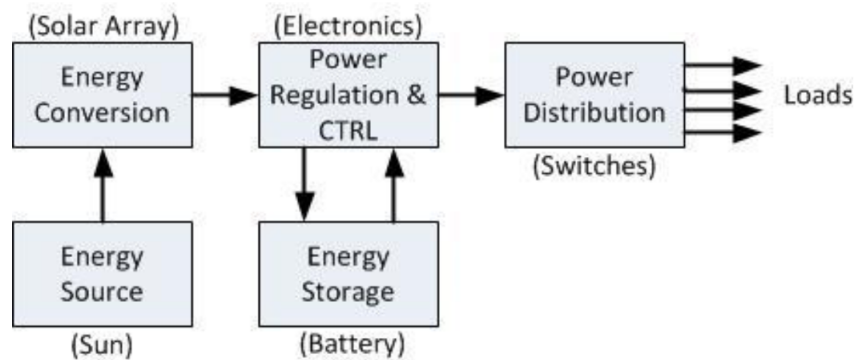 (Solar Array)
Energy
Conversion
(Electronics)
Power
Regulation &
CTRL
Power
Distribution
(Switches)
Loads
Energy
Source
(Sun)
Energy
Storage
(Battery)